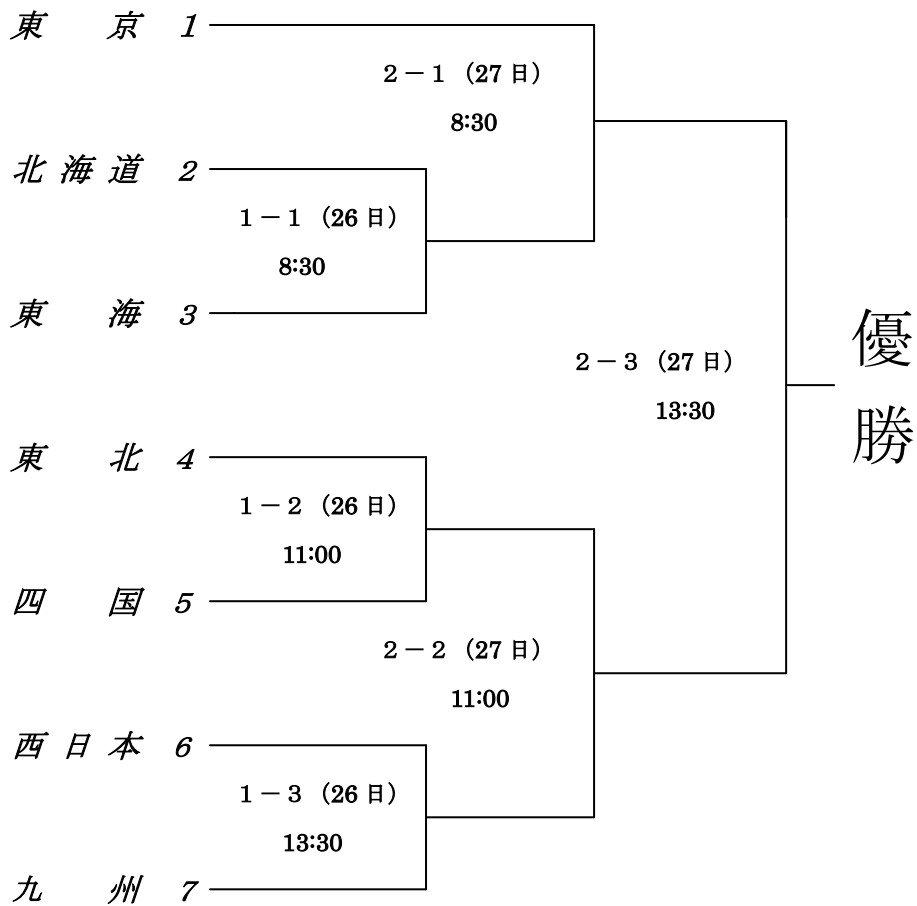 東 京 1
2－1（27日）
8:30
北海道 2
1－1（26日）
8:30
東 海 3
2－3（27日）
13:30
優勝
東 北 4
1－2（26日）
11:00
四 国 5
2－2（27日）
11:00
西日本 6
1－3（26日）
13:30
九 州 7